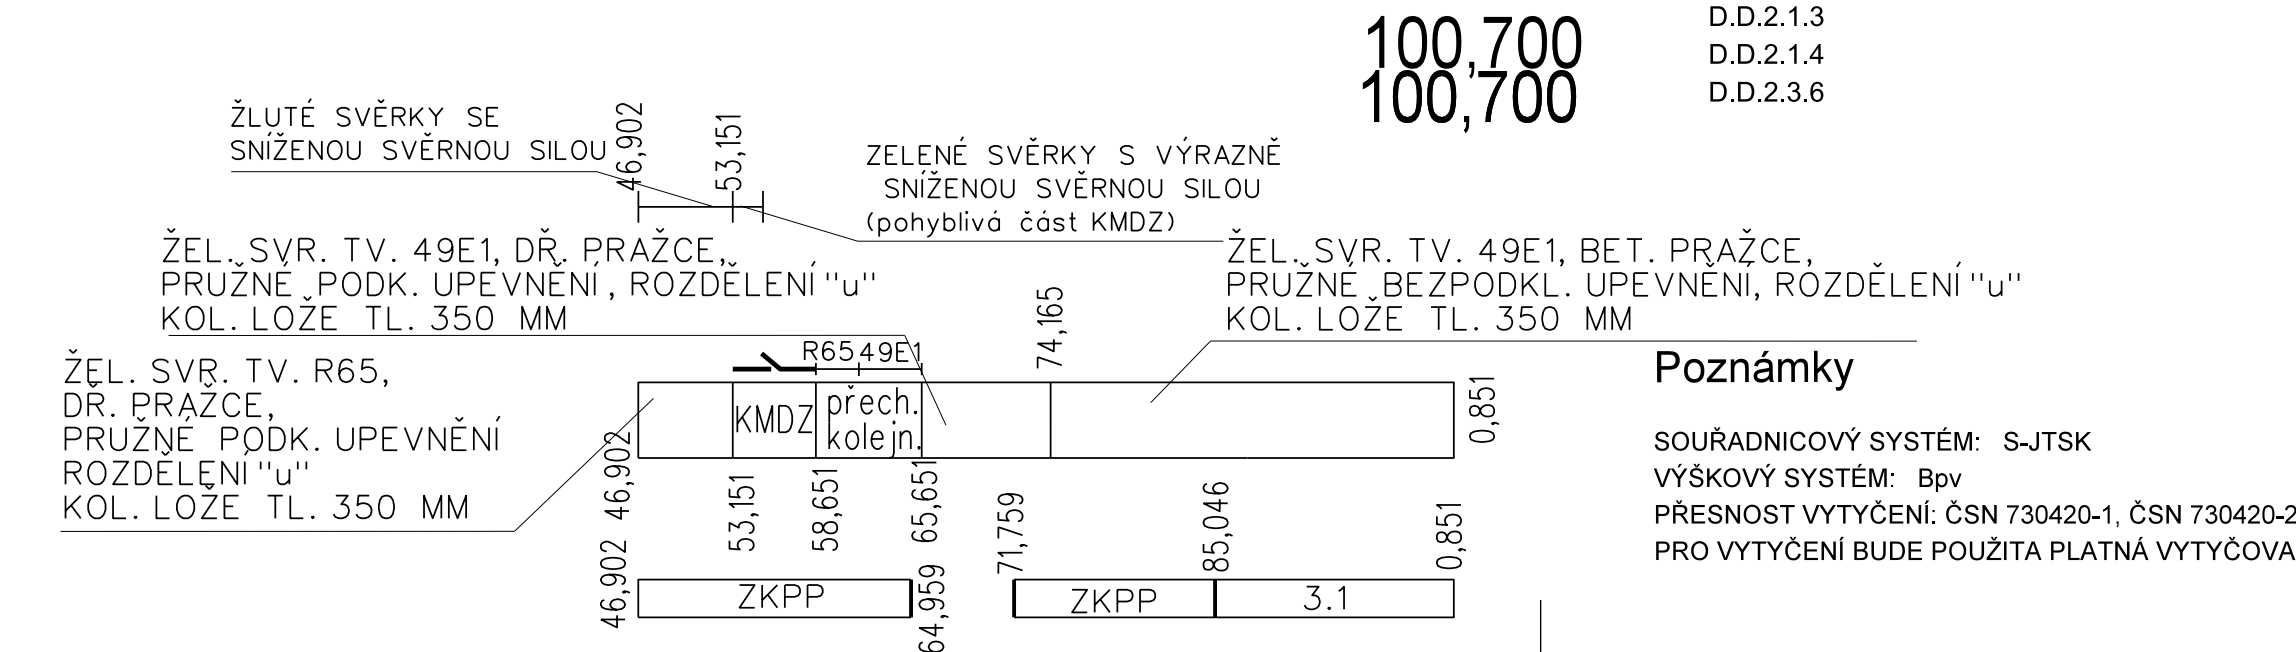 100,700
100,700
D.D.2.1.3
D.D.2.1.4
D.D.2.3.6
ŽLUTÉ SVĚRKY SE
SNÍŽENOU SVĚRNOU SILOU
46,902
53,151
ZELENÉ SVĚRKY S VÝRAZNĚ
SNÍŽENOU SVĚRNOU SILOU
(pohyblivá část KMDZ)
ŽEL. SVR. TV. 49E1, DŘ. PRAŽCE,
PRUŽNÉ PODK. UPEVNĚNÍ, ROZDĚLENÍ "u"
KOL. LOŽE TL. 350 MM
74,165
ŽEL. SVR. TV. 49E1, BET. PRAŽCE,
PRUŽNÉ BEZPODKL. UPEVNĚNÍ, ROZDĚLENÍ "u"
KOL. LOŽE TL. 350 MM
ŽEL. SVR. TV. R65,
DŘ. PRAŽCE,
PRUŽNÉ PODK. UPEVNĚNÍ
ROZDĚLENÍ "u"
KOL. LOŽE TL. 350 MM
R65 49E1
KMDZ
přech.
kolejn.
46,902
53,151
58,651
65,651
0,851
46,902
64,959
71,759
85,046
0,851
ZKPP
ZKPP
3.1
Poznámky
SOUŘADNICOVÝ SYSTÉM: S-JTSK
VÝŠKOVÝ SYSTÉM: Bpv
PŘESNOST VYTYČENÍ: ČSN 730420-1, ČSN 730420-2
PRO VYTYČENÍ BUDE POUŽITA PLATNÁ VYTYČOVA